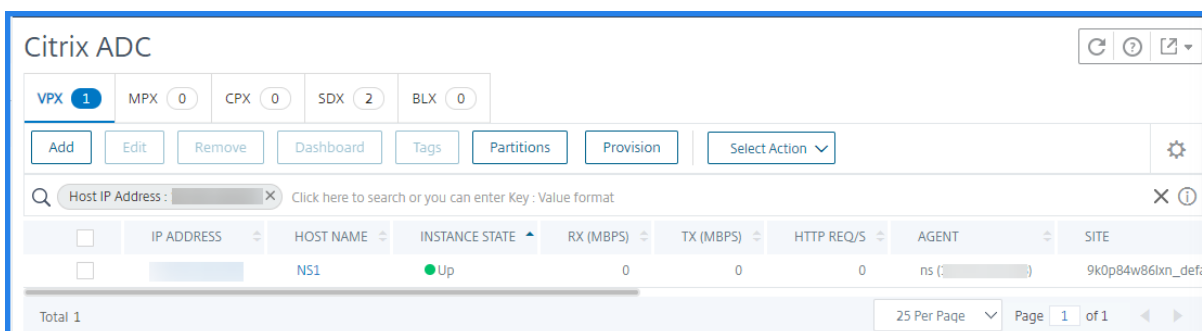 Citrix ADC
VPX 1 MPX 0 CPX 0 SDX 2 BLX 0
Add Edit Remove Dashboard Tags Partitions Provision Select Action
Host IP Address : Click here to search or you can enter Key : Value format
IP ADDRESS HOST NAME INSTANCE STATE RX (MBPS) TX (MBPS) HTTP REQ/S AGENT SITE
NS1 Up 0 0 0 ns ( ) 9k0p84w86lxn_defa
Total 1 25 Per Page Page 1 of 1